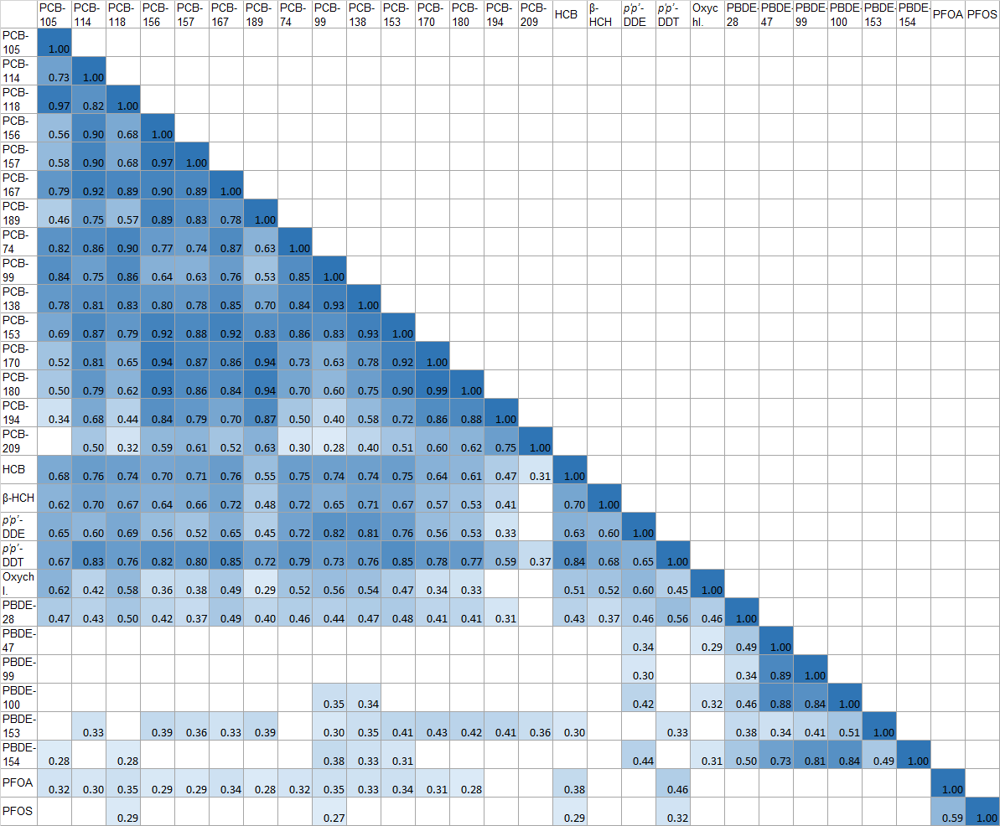 PCB-105 PCB-114 PCB-118 PCB-156 PCB-157 PCB-167 PCB-189 PCB-74 PCB-99 PCB-138 PCB-153 PCB-170 PCB-180 PCB-194 PCB-209 HCB β-HCH p'p'-DDE p'p'-DDT Oxychl. PBDE-28 PBDE-47 PBDE-99 PBDE-100 PBDE-153 PBDE-154 PFOA PFOS
PCB-105 1.00
PCB-114 0.73 1.00
PCB-118 0.97 0.82 1.00
PCB-156 0.56 0.90 0.68 1.00
PCB-157 0.58 0.90 0.68 0.97 1.00
PCB-167 0.79 0.92 0.89 0.90 0.89 1.00
PCB-189 0.46 0.75 0.57 0.89 0.83 0.78 1.00
PCB-74 0.82 0.86 0.90 0.77 0.74 0.87 0.63 1.00
PCB-99 0.84 0.75 0.86 0.64 0.63 0.76 0.53 0.85 1.00
PCB-138 0.78 0.81 0.83 0.80 0.78 0.85 0.70 0.84 0.93 1.00
PCB-153 0.69 0.87 0.79 0.92 0.88 0.92 0.83 0.86 0.83 0.93 1.00
PCB-170 0.52 0.81 0.65 0.94 0.87 0.86 0.94 0.73 0.63 0.78 0.92 1.00
PCB-180 0.50 0.79 0.62 0.93 0.86 0.84 0.94 0.70 0.60 0.75 0.90 0.99 1.00
PCB-194 0.34 0.68 0.44 0.84 0.79 0.70 0.87 0.50 0.40 0.58 0.72 0.86 0.88 1.00
PCB-209 0.50 0.32 0.59 0.61 0.52 0.63 0.30 0.28 0.40 0.51 0.60 0.62 0.75 1.00
HCB 0.68 0.76 0.74 0.70 0.71 0.76 0.55 0.75 0.74 0.74 0.75 0.64 0.61 0.47 0.31 1.00
β-HCH 0.62 0.70 0.67 0.64 0.66 0.72 0.48 0.72 0.65 0.71 0.67 0.57 0.53 0.41 0.70 1.00
p'p'-DDE 0.65 0.60 0.69 0.56 0.52 0.65 0.45 0.72 0.82 0.81 0.76 0.56 0.53 0.33 0.63 0.60 1.00
p'p'-DDT 0.67 0.83 0.76 0.82 0.80 0.85 0.72 0.79 0.73 0.76 0.85 0.78 0.77 0.59 0.37 0.84 0.68 0.65 1.00
Oxychl. 0.62 0.42 0.58 0.36 0.38 0.49 0.29 0.52 0.56 0.54 0.47 0.34 0.33 0.51 0.52 0.60 0.45 1.00
PBDE-28 0.47 0.43 0.50 0.42 0.37 0.49 0.40 0.46 0.44 0.47 0.48 0.41 0.41 0.31 0.43 0.37 0.46 0.56 0.46 1.00
PBDE-47 0.34 0.29 0.49 1.00
PBDE-99 0.30 0.34 0.89 1.00
PBDE-100 0.35 0.34 0.42 0.32 0.46 0.88 0.84 1.00
PBDE-153 0.33 0.39 0.36 0.33 0.39 0.30 0.35 0.41 0.43 0.42 0.41 0.36 0.30 0.33 0.38 0.34 0.41 0.51 1.00
PBDE-154 0.28 0.28 0.38 0.33 0.31 0.44 0.31 0.50 0.73 0.81 0.84 0.49 1.00
PFOA 0.32 0.30 0.35 0.29 0.29 0.34 0.28 0.32 0.35 0.33 0.34 0.31 0.28 0.38 0.46 1.00
PFOS 0.29 0.27 0.29 0.32 0.59 1.00